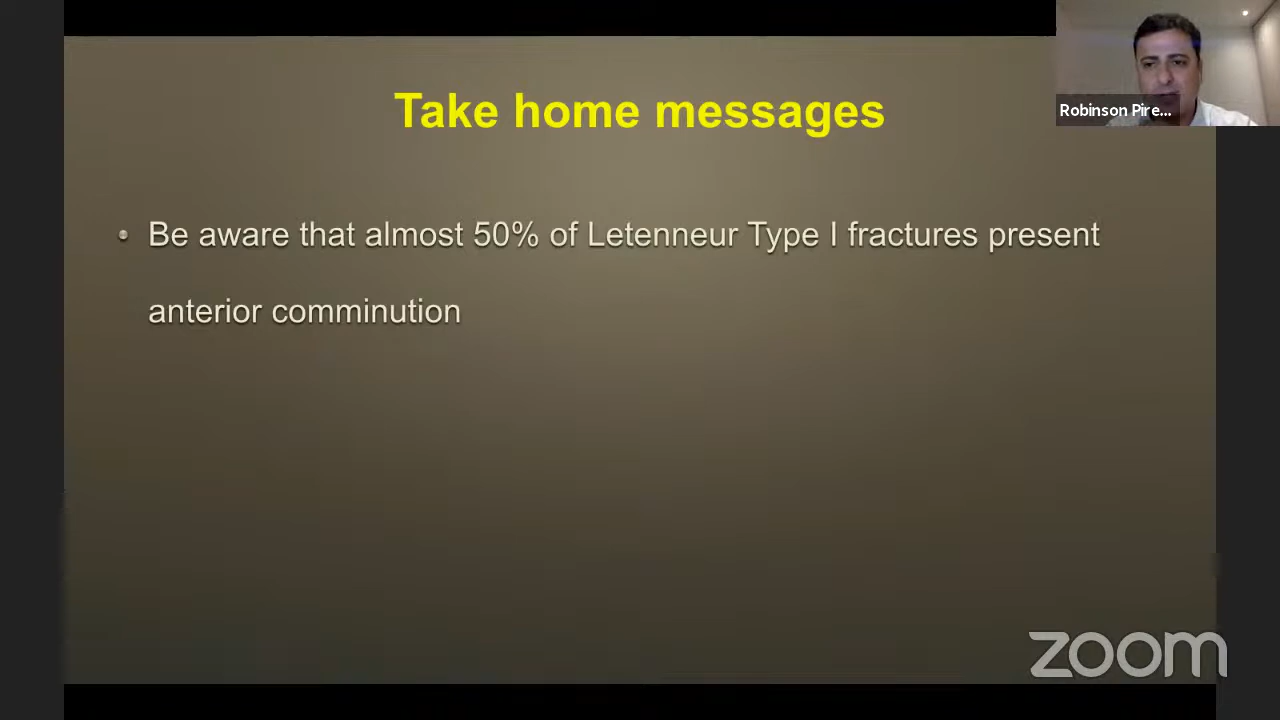 Take home messages
Robinson Pire...
• Be aware that almost 50% of Letenneur Type I fractures present
anterior comminution
zoom